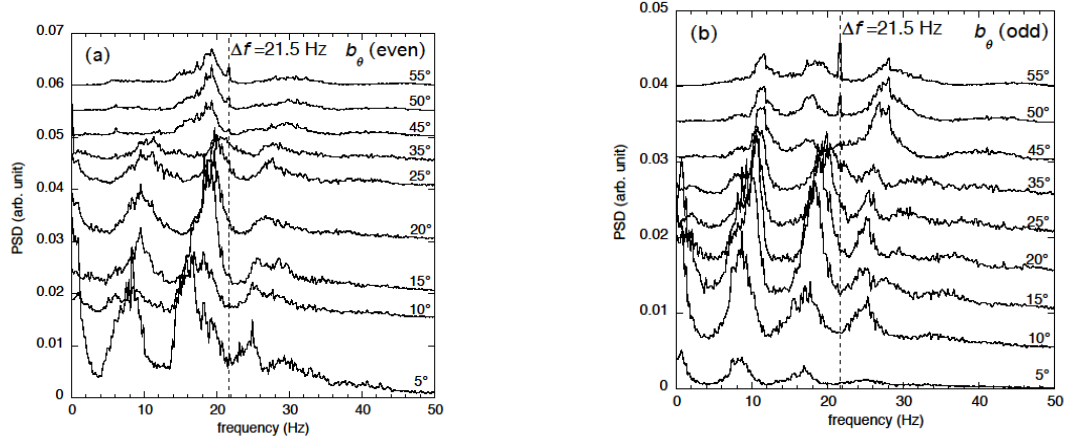 (a)
Δf=21.5 Hz
b_θ (even)
0.07
0.06
0.05
0.04
0.03
0.02
0.01
0
PSD (arb. unit)
55°
50°
45°
35°
25°
20°
15°
10°
5°
0 10 20 30 40 50
frequency (Hz)
(b)
Δf=21.5 Hz
b_θ (odd)
0.05
0.04
0.03
0.02
0.01
0
PSD (arb. unit)
55°
50°
45°
35°
25°
20°
15°
10°
5°
0 10 20 30 40 50
frequency (Hz)